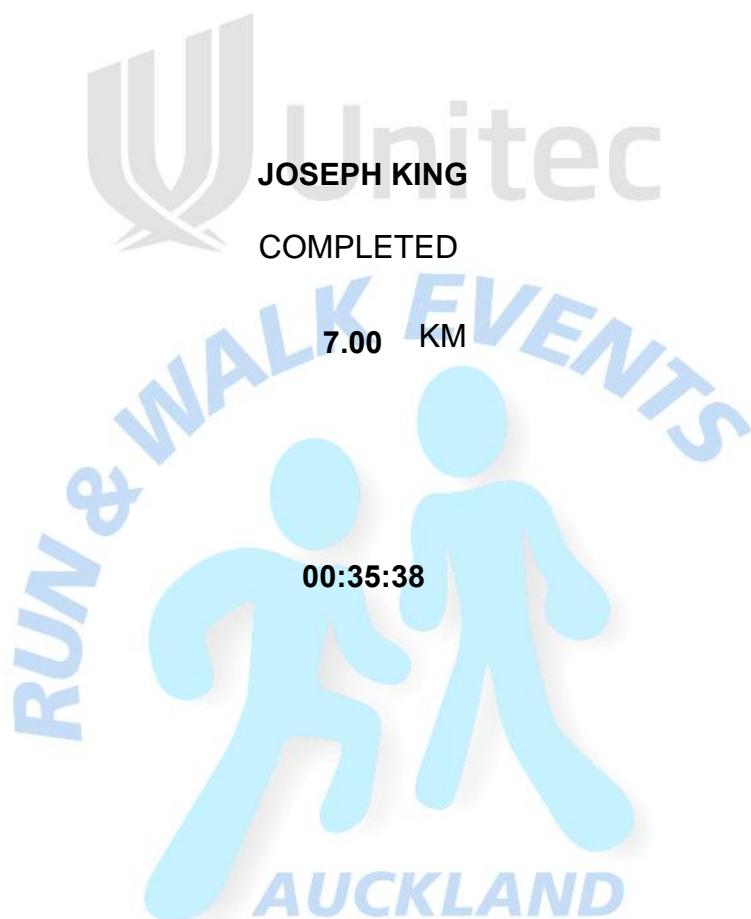 Unitec
JOSEPH KING
COMPLETED
7.00 KM
RUN & WALK EVENTS
00:35:38
AUCKLAND